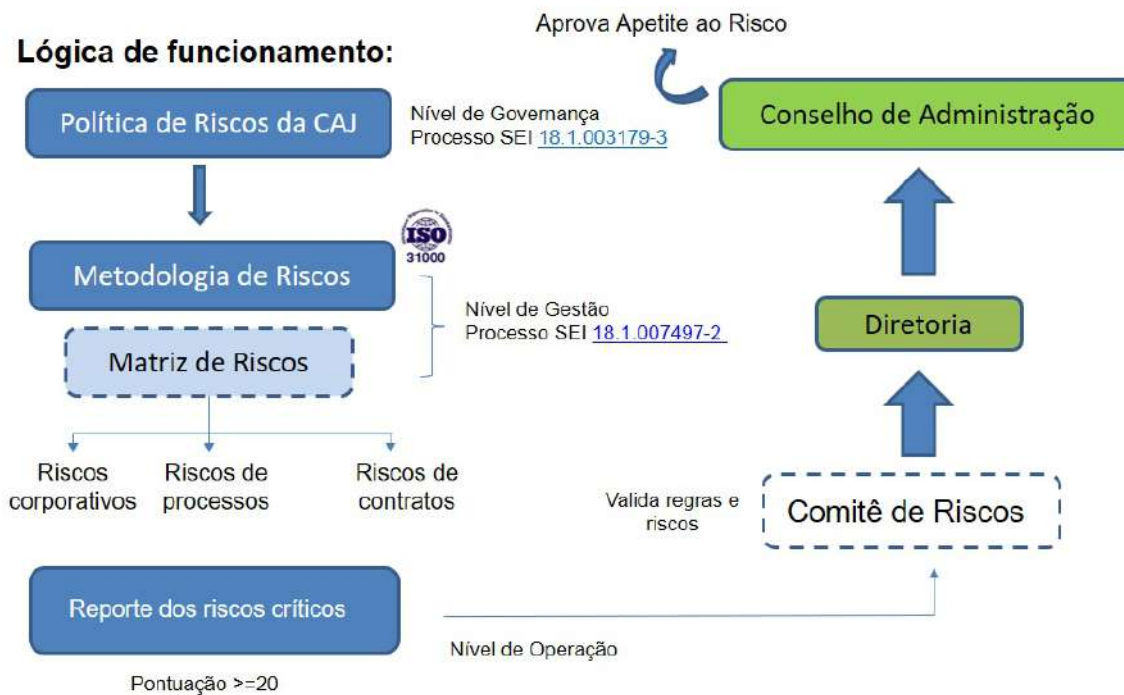 Aprova Apetite ao Risco
Lógica de funcionamento:
Política de Riscos da CAJ
Nível de Governança
Processo SEI 18.1.003179-3
Conselho de Administração
ISO
31000
Metodologia de Riscos
Nível de Gestão
Processo SEI 18.1.007497-2
Matriz de Riscos
Diretoria
Riscos
corporativos
Riscos de
processos
Riscos de
contratos
Valida regras e
riscos
Comitê de Riscos
Reporte dos riscos críticos
Nível de Operação
Pontuação >=20